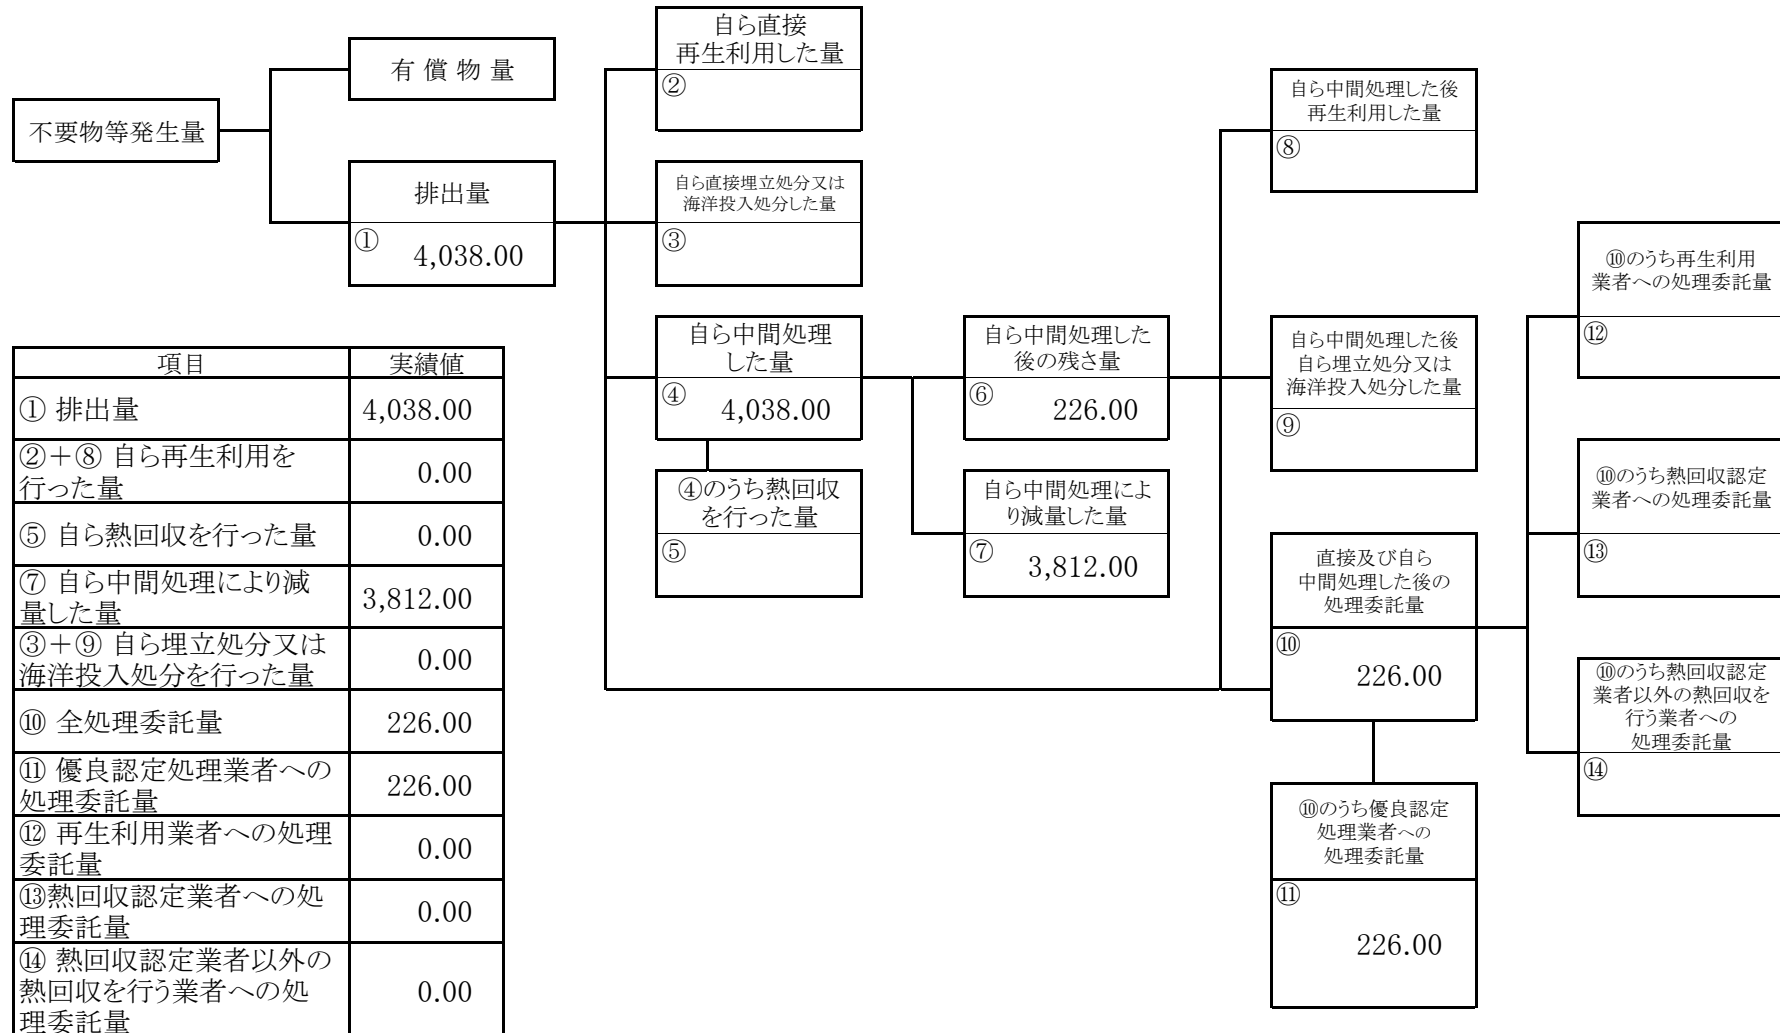 不要物等発生量
有 償 物 量
排出量
①
4,038.00
自ら直接
再生利用した量
②
自ら直接埋立処分又は
海洋投入処分した量
③
自ら中間処理
した量
④
4,038.00
④のうち熱回収
を行った量
⑤
自ら中間処理した
後の残さ量
⑥
226.00
自ら中間処理によ
り減量した量
⑦
3,812.00
自ら中間処理した後
再生利用した量
⑧
自ら中間処理した後
自ら埋立処分又は
海洋投入処分した量
⑨
直接及び自ら
中間処理した後の
処理委託量
⑩
226.00
⑩のうち優良認定
処理業者への
処理委託量
⑪
226.00
⑩のうち再生利用
業者への処理委託量
⑫
⑩のうち熱回収認定
業者への処理委託量
⑬
⑩のうち熱回収認定
業者以外の熱回収を
行う業者への
処理委託量
⑭
項目 実績値
① 排出量 4,038.00
②+⑧ 自ら再生利用を
行った量 0.00
⑤ 自ら熱回収を行った量 0.00
⑦ 自ら中間処理により減
量した量 3,812.00
③+⑨ 自ら埋立処分又は
海洋投入処分を行った量 0.00
⑩ 全処理委託量 226.00
⑪ 優良認定処理業者への
処理委託量 226.00
⑫ 再生利用業者への処理
委託量 0.00
⑬熱回収認定業者への処
理委託量 0.00
⑭ 熱回収認定業者以外の
熱回収を行う業者への処
理委託量 0.00